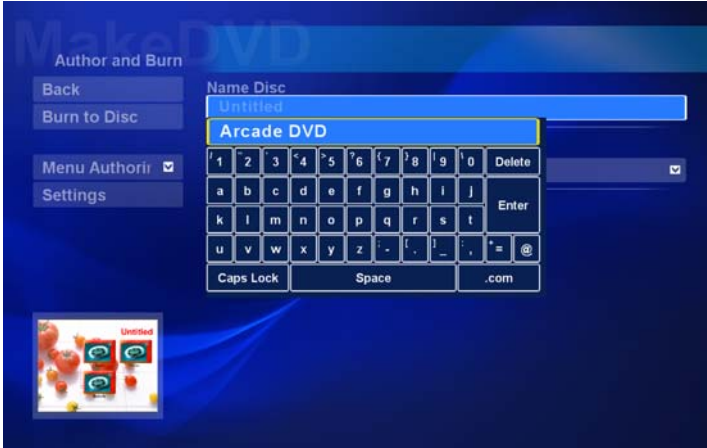 MakeDVD
Author and Burn
Back
Burn to Disc
Menu Authorin
Settings
Name Disc
Untitled
Arcade DVD
/ 1 " 2 ' 3 < 4 > 5 ? 6 { 7 } 8 | 9 \ 0 Delete
a b c d e f g h i j
Enter
k l m n o p q r s t
u v w x y z ; - [ . ] _ : , * = @
Caps Lock Space .com
Untitled